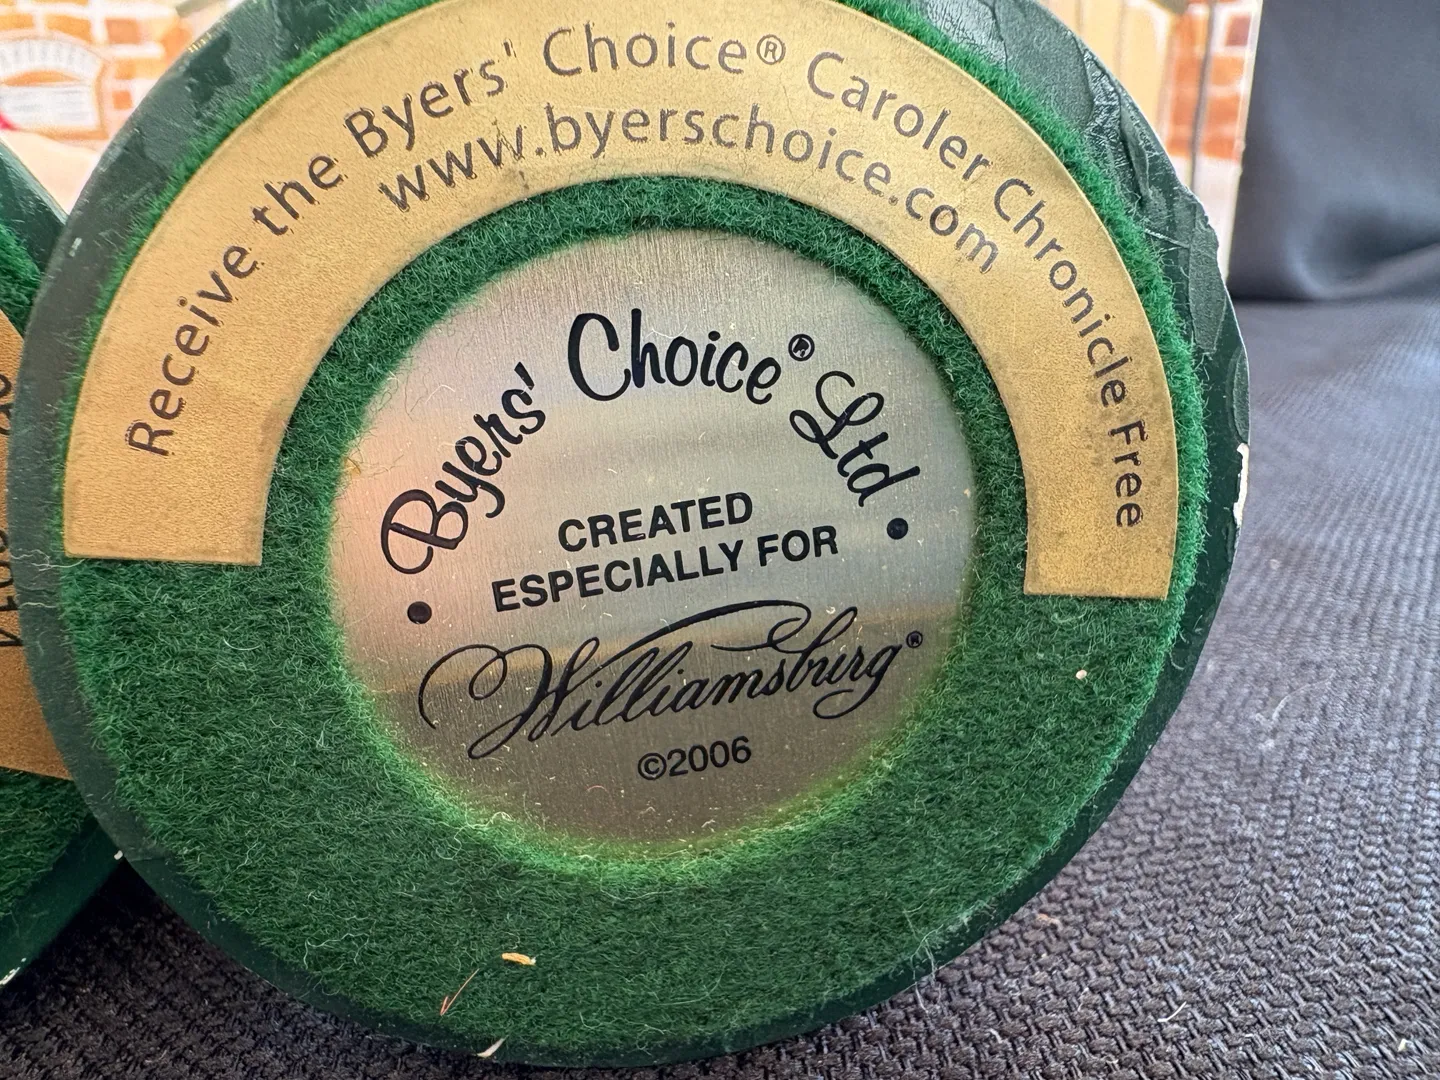 Receive the Byers' Choice® Caroler Chronicle Free
www.byerschoice.com
Byers' Choice® Ltd
CREATED
ESPECIALLY FOR
Williamsburg®
©2006